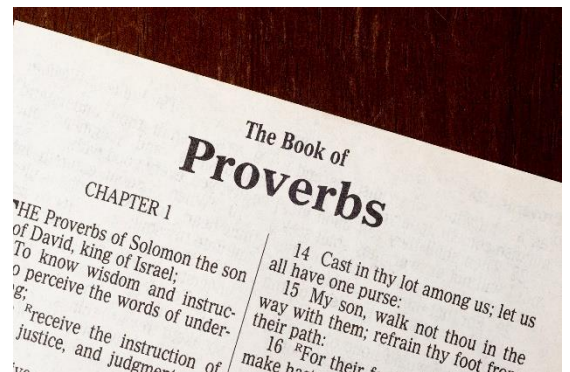 The Book of
Proverbs
CHAPTER 1
THE Proverbs of Solomon the son
of David, king of Israel;
To know wisdom and instruc-
perceive the words of under-
Rreceive the instruction of
justice, and judgment
14 Cast in thy lot among us; let us
all have one purse:
15 My son, walk not thou in the
way with them; refrain thy foot from
their path:
16 RFor their
make